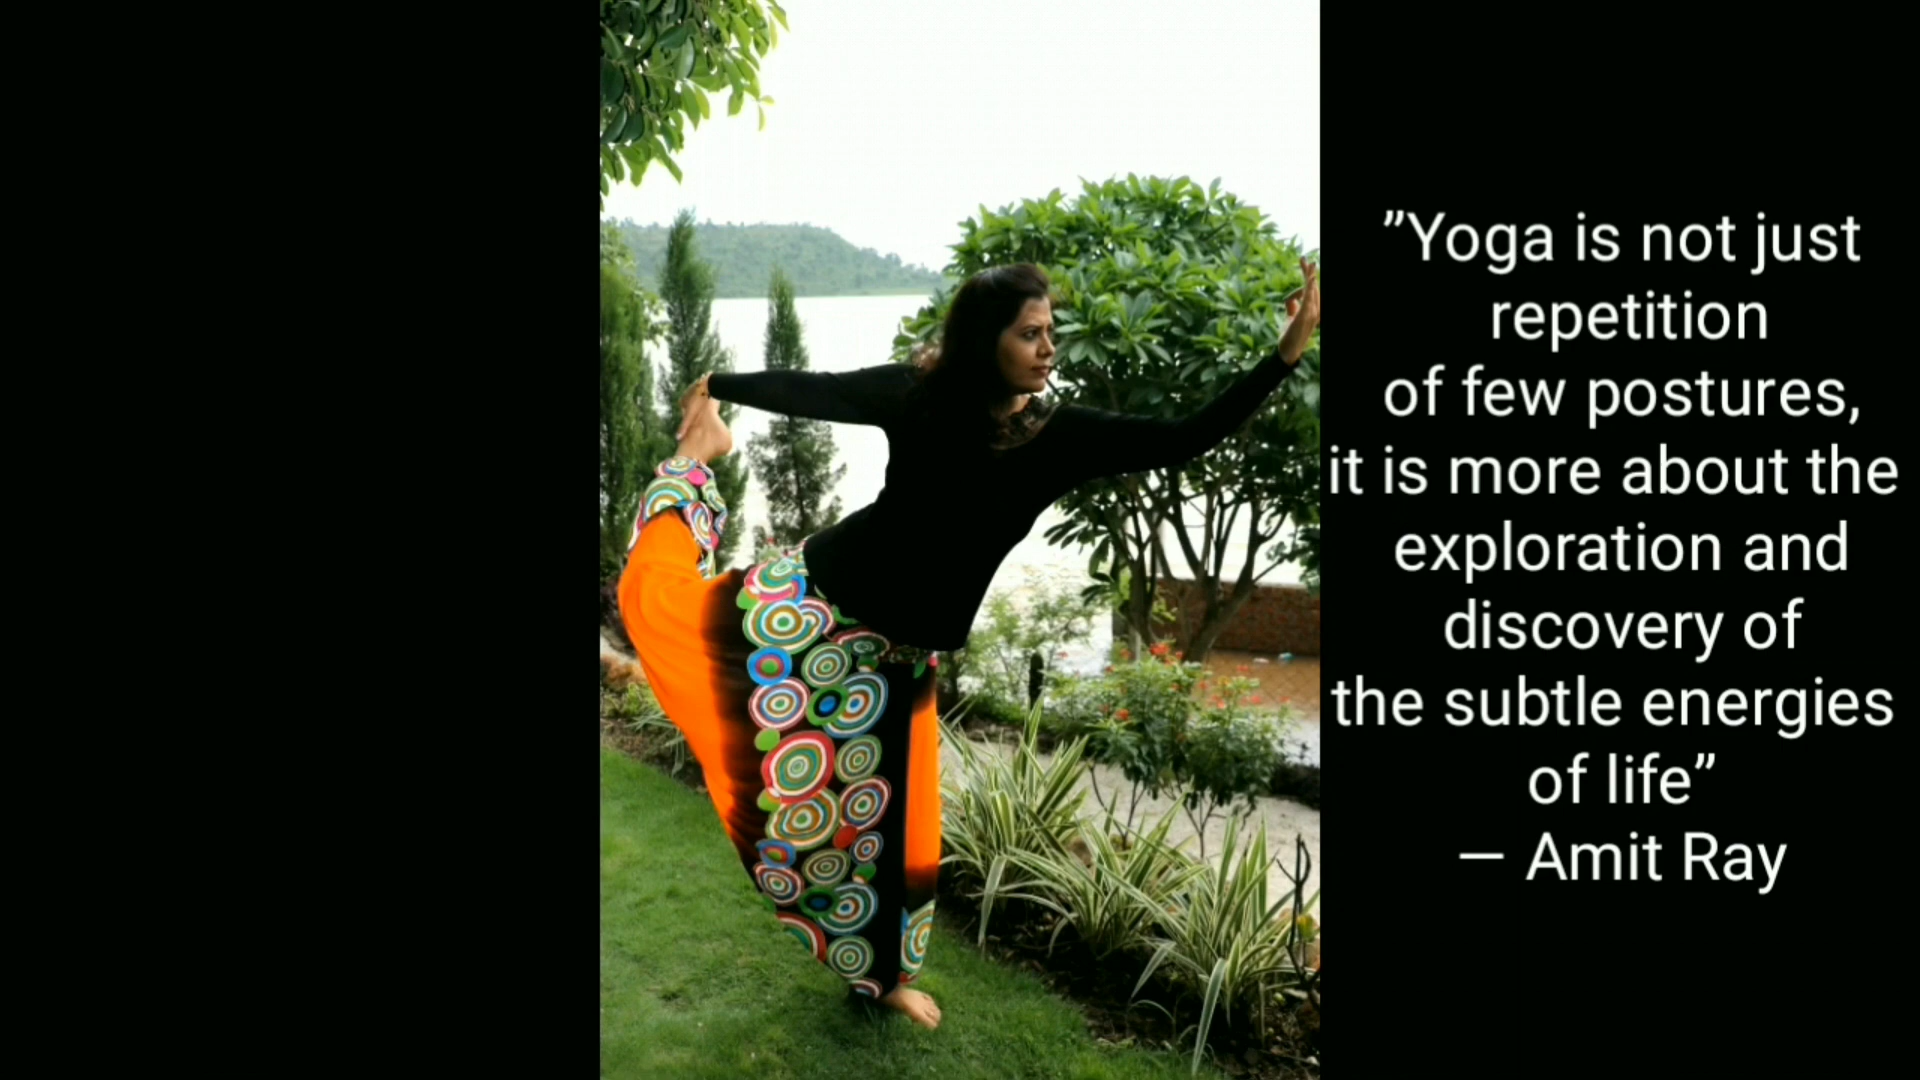 ”Yoga is not just
repetition
of few postures,
it is more about the
exploration and
discovery of
the subtle energies
of life”
— Amit Ray